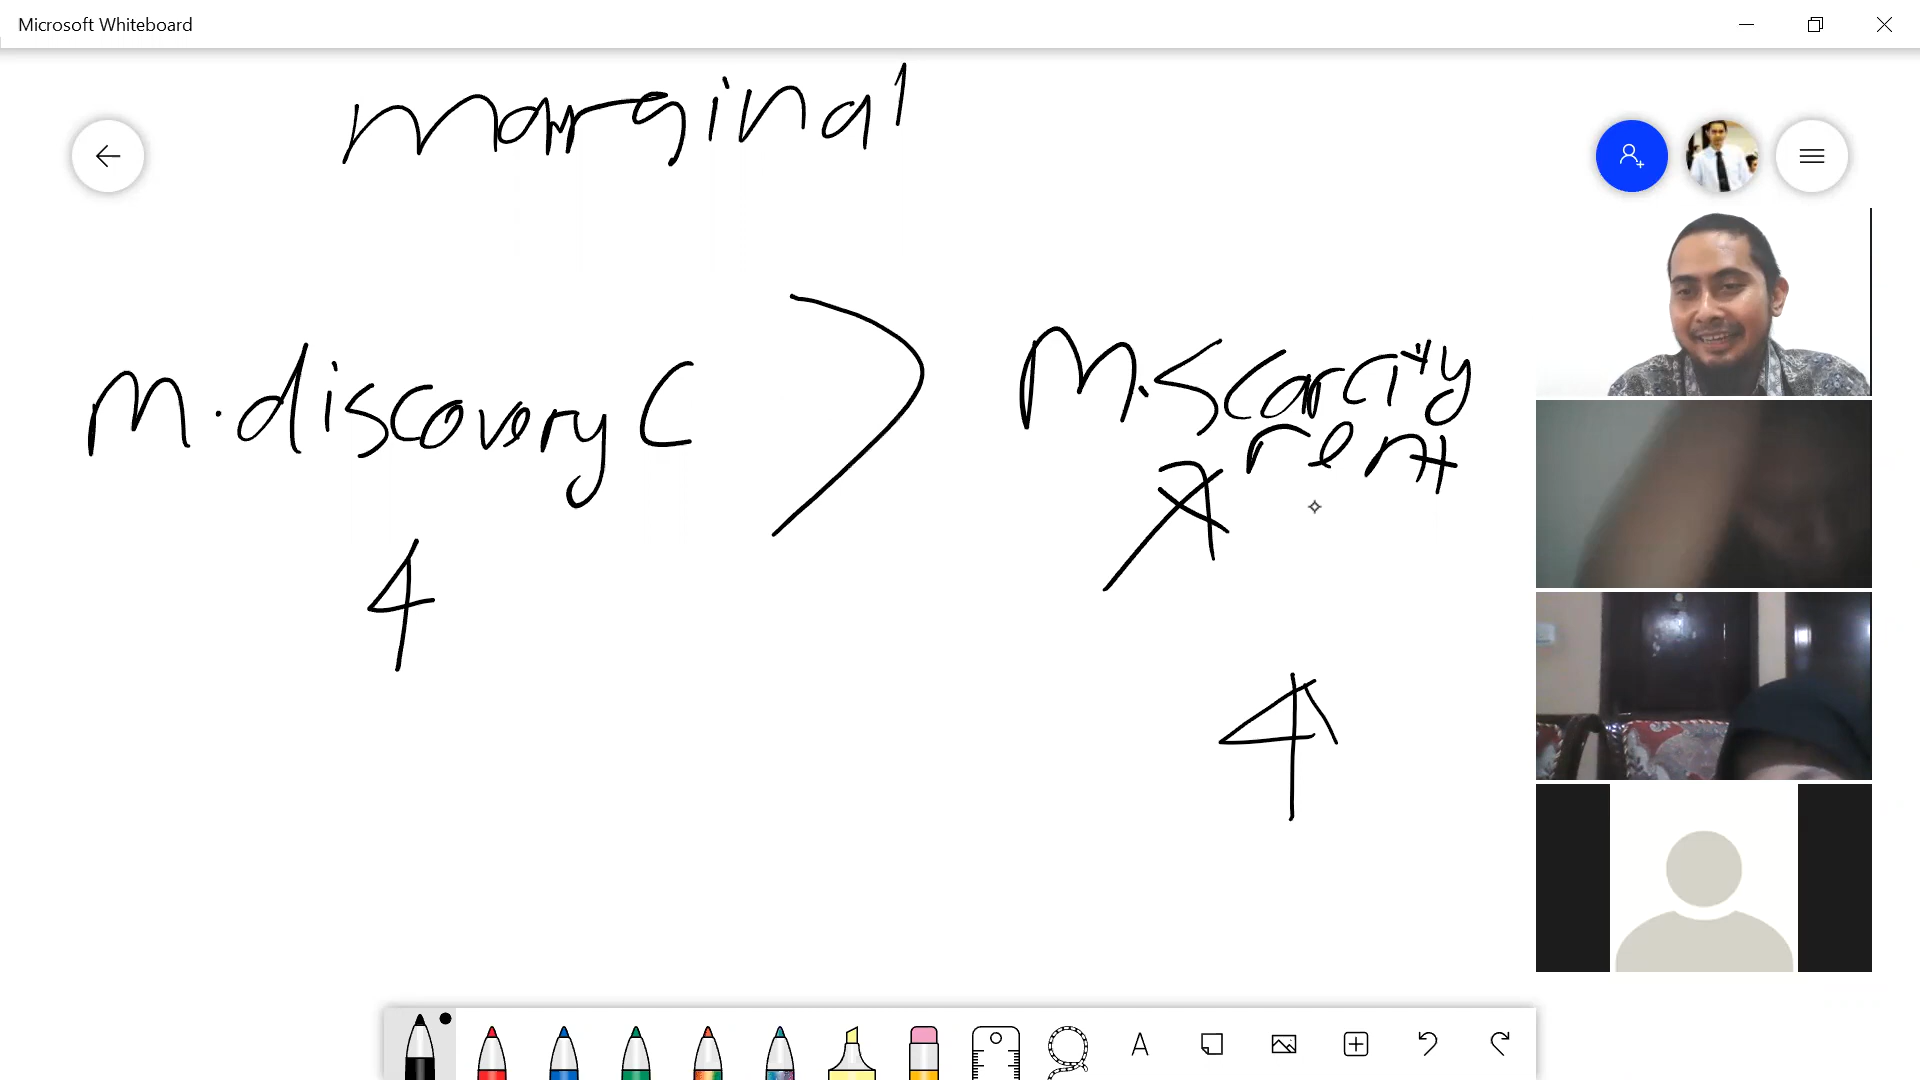 Microsoft Whiteboard
marginal
M.discovery C > M.Scarcity
rent
4
4
A